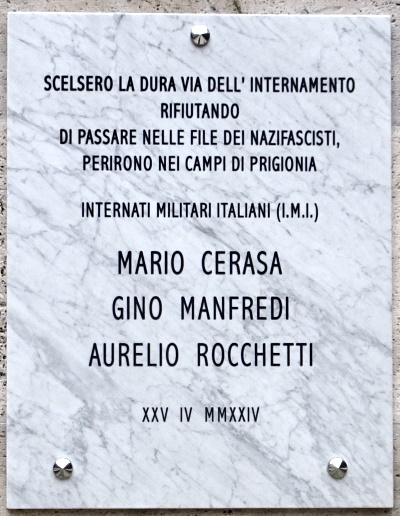 SCELSERO LA DURA VIA DELL' INTERNAMENTO
RIFIUTANDO
DI PASSARE NELLE FILE DEI NAZIFASCISTI,
PERIRONO NEI CAMPI DI PRIGIONIA
INTERNATI MILITARI ITALIANI (I.M.I.)
MARIO CERASA
GINO MANFREDI
AURELIO ROCCHETTI
XXV IV MMXXIV